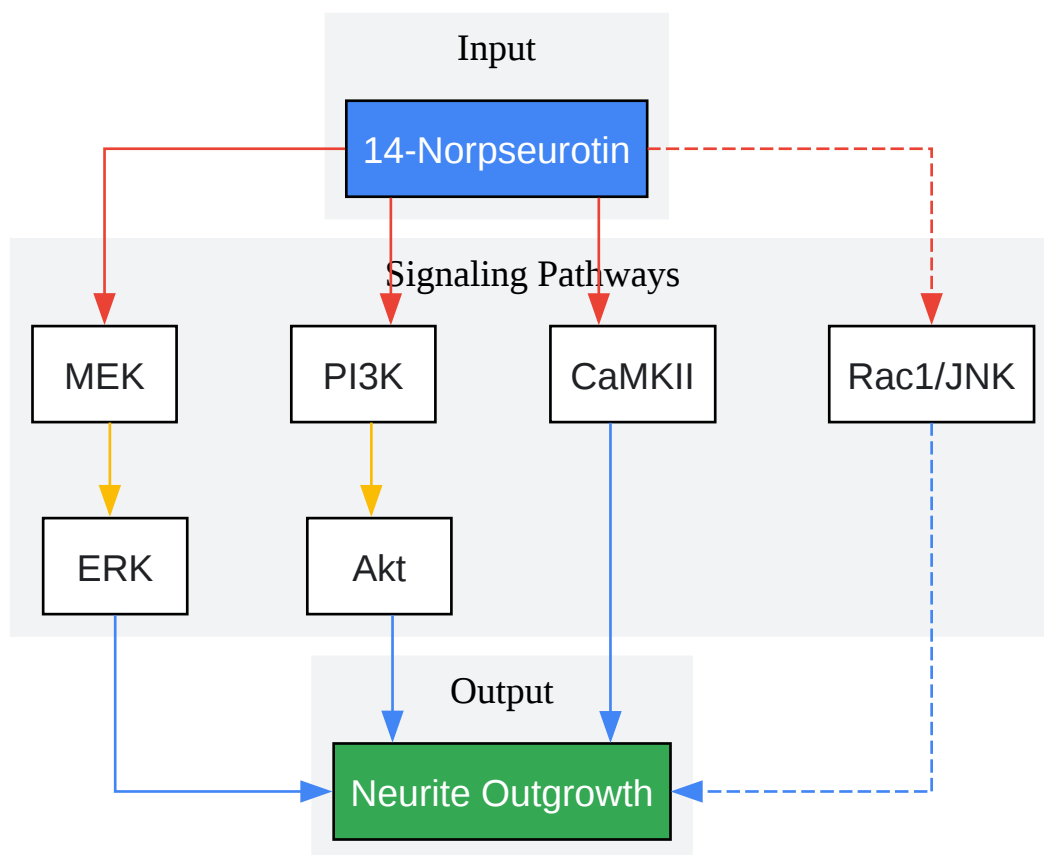 Input
14-Norpseurotin
Signaling Pathways
MEK
PI3K
CaMKII
Rac1/JNK
ERK
Akt
Output
Neurite Outgrowth